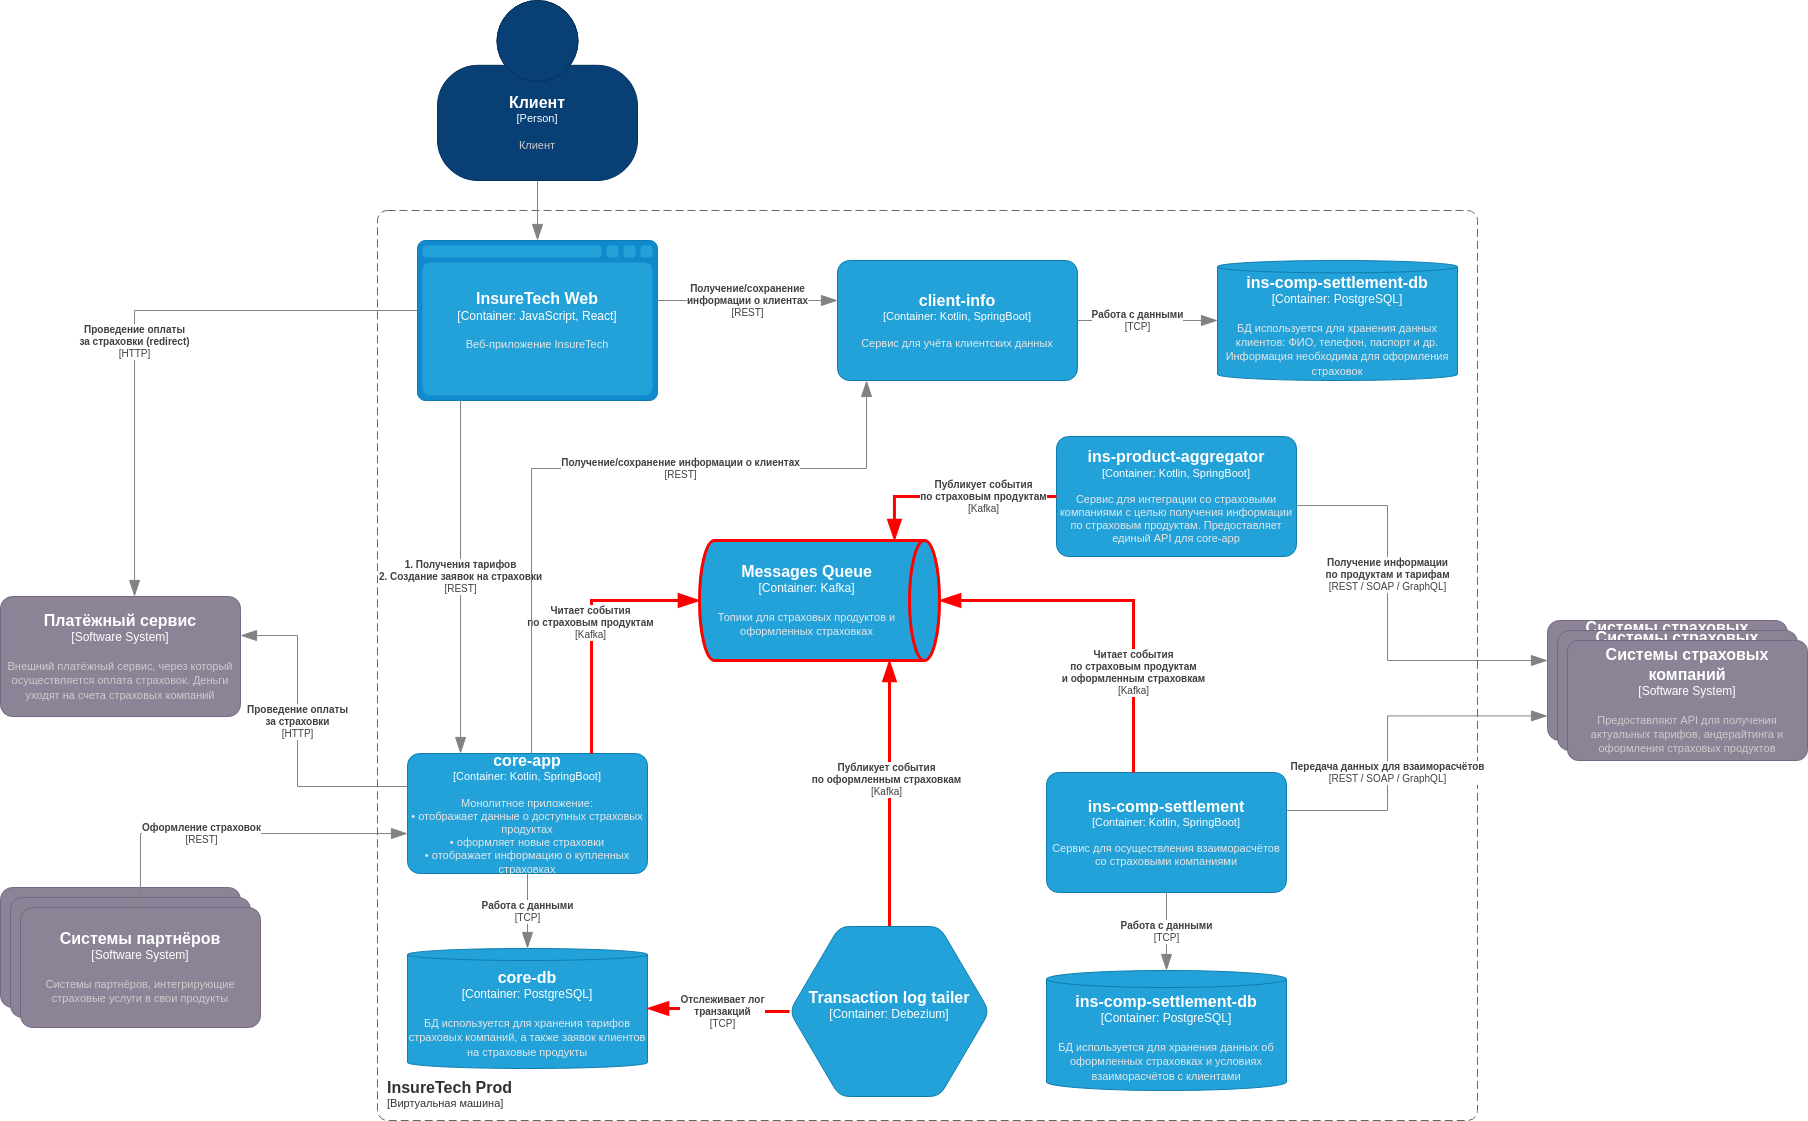 Клиент
[Person]
Клиент
InsureTech Web
[Container: JavaScript, React]
Веб-приложение InsureTech
Получение/сохранение
информации о клиентах
[REST]
client-info
[Container: Kotlin, SpringBoot]
Сервис для учёта клиентских данных
Работа с данными
[TCP]
ins-comp-settlement-db
[Container: PostgreSQL]
БД используется для хранения данных
клиентов: ФИО, телефон, паспорт и др.
Информация необходима для оформления
страховок
Проведение оплаты
за страховки (redirect)
[HTTP]
Получение/сохранение информации о клиентах
[REST]
ins-product-aggregator
[Container: Kotlin, SpringBoot]
Сервис для интеграции со страховыми
компаниями с целью получения информации
по страховым продуктам. Предоставляет
единый API для core-app
Публикует события
по страховым продуктам
[Kafka]
1. Получения тарифов
2. Создание заявок на страховки
[REST]
Messages Queue
[Container: Kafka]
Топики для страховых продуктов и
оформленных страховках
Читает события
по страховым продуктам
[Kafka]
Получение информации
по продуктам и тарифам
[REST / SOAP / GraphQL]
Платёжный сервис
[Software System]
Внешний платёжный сервис, через который
осуществляется оплата страховок. Деньги
уходят на счета страховых компаний
Системы страховых
Системы страховых
Системы страховых
компаний
[Software System]
Предоставляют API для получения
актуальных тарифов, андерайтинга и
оформления страховых продуктов
Читает события
по страховым продуктам
и оформленным страховкам
[Kafka]
Проведение оплаты
за страховки
[HTTP]
core-app
[Container: Kotlin, SpringBoot]
Монолитное приложение:
• отображает данные о доступных страховых
продуктах
• оформляет новые страховки
• отображает информацию о купленных
страховках
Публикует события
по оформленным страховкам
[Kafka]
Передача данных для взаиморасчётов
[REST / SOAP / GraphQL]
ins-comp-settlement
[Container: Kotlin, SpringBoot]
Сервис для осуществления взаиморасчётов
со страховыми компаниями
Оформление страховок
[REST]
Системы партнёров
[Software System]
Системы партнёров, интегрирующие
страховые услуги в свои продукты
Работа с данными
[TCP]
Работа с данными
[TCP]
core-db
[Container: PostgreSQL]
БД используется для хранения тарифов
страховых компаний, а также заявок клиентов
на страховые продукты
Отслеживает лог
транзакций
[TCP]
Transaction log tailer
[Container: Debezium]
ins-comp-settlement-db
[Container: PostgreSQL]
БД используется для хранения данных об
оформленных страховках и условиях
взаиморасчётов с клиентами
InsureTech Prod
[Виртуальная машина]